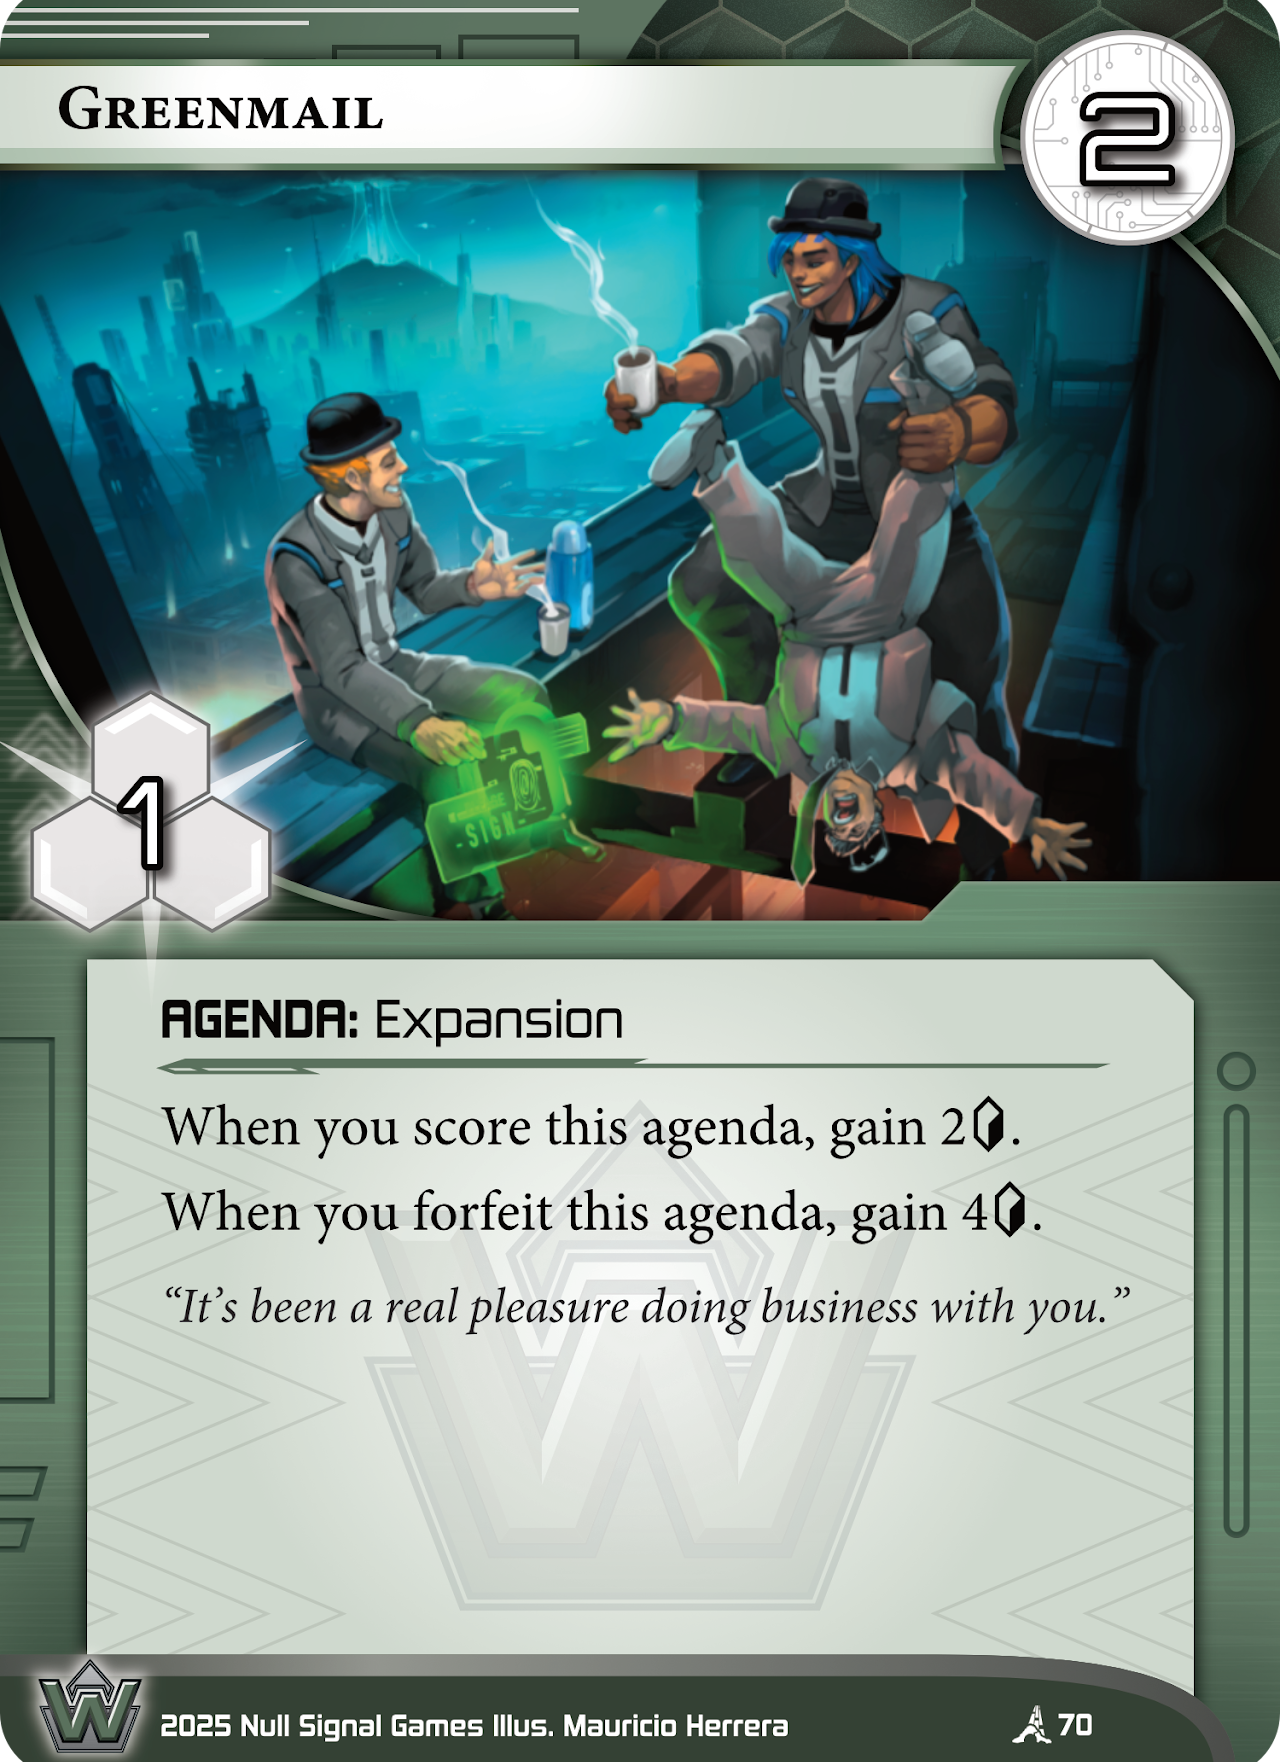 Greenmail
2
SIGN
1
AGENDA: Expansion
When you score this agenda, gain 2.
When you forfeit this agenda, gain 4.
“It’s been a real pleasure doing business with you.”
W
2025 Null Signal Games Illus. Mauricio Herrera
70